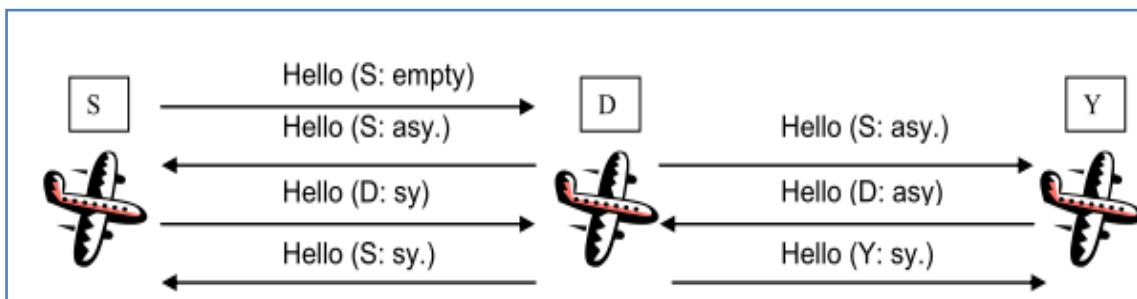 Hello (S: empty)
S
D
Y
Hello (S: asy.)
Hello (S: asy.)
Hello (D: sy)
Hello (D: asy)
Hello (S: sy.)
Hello (Y: sy.)